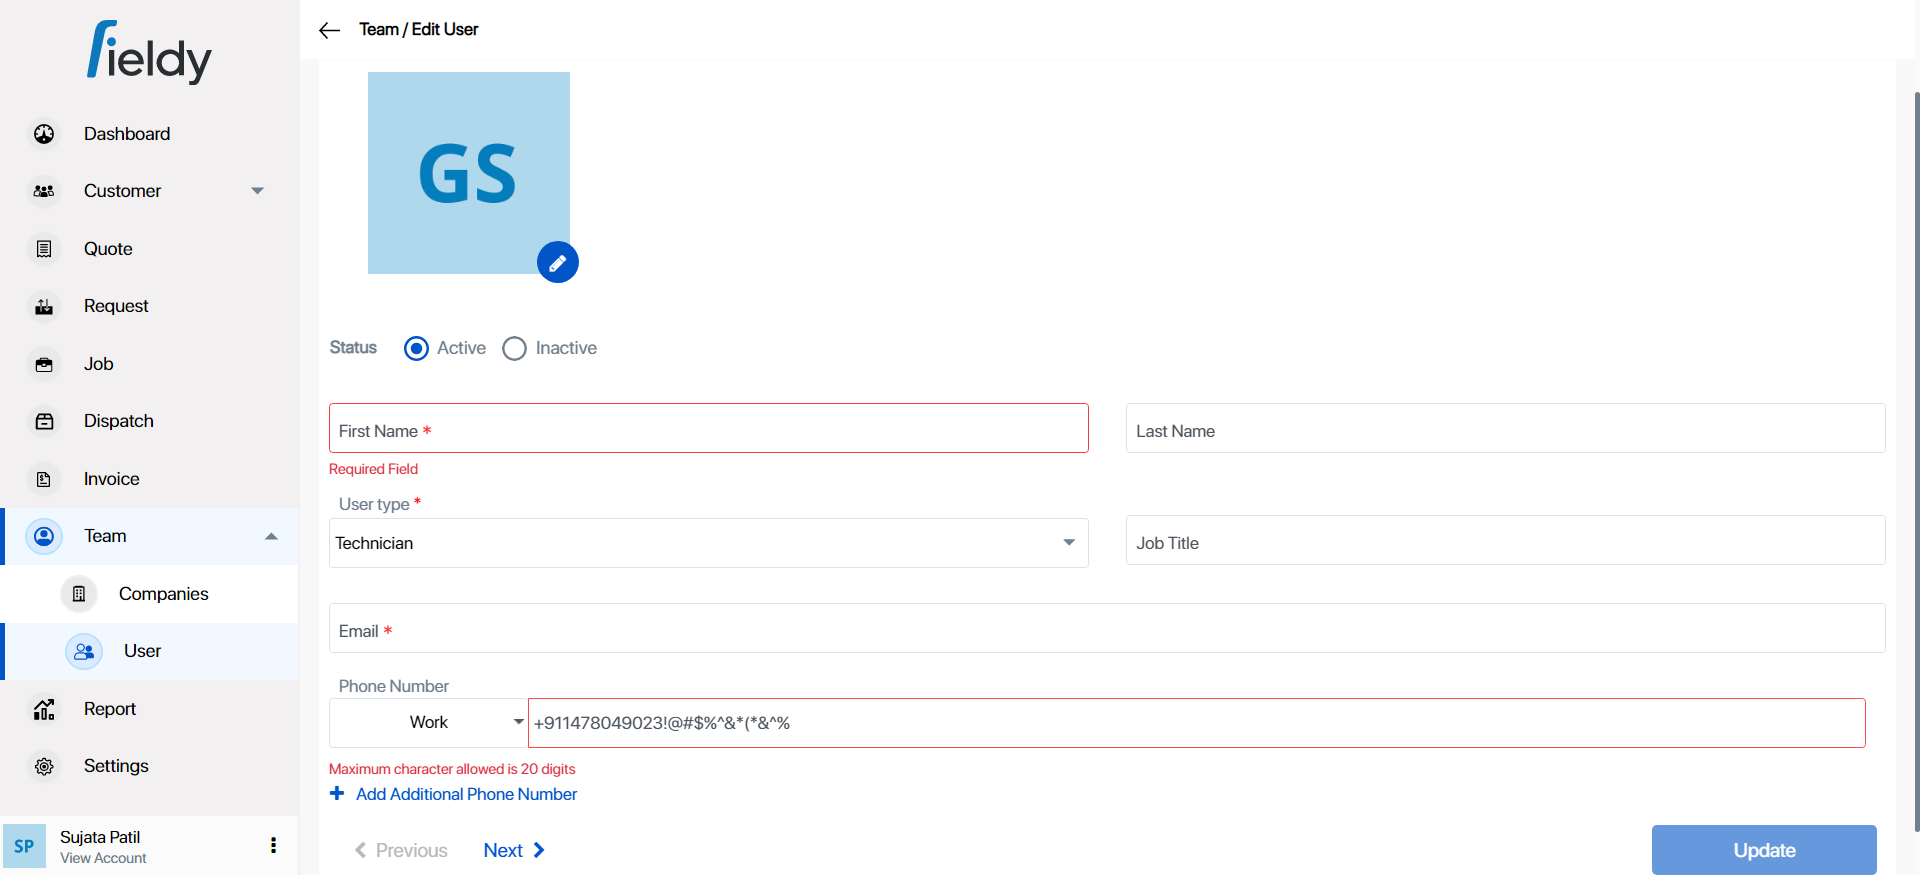 fieldy
Team / Edit User
GS
Dashboard
Customer
Quote
Request
Job
Dispatch
Invoice
Team
Companies
User
Report
Settings
SP
Sujata Patil
View Account
Status Active Inactive
First Name * Last Name
Required Field
User type *
Technician Job Title
Email *
Phone Number
Work +911478049023!@#$%^&*(*&^%
Maximum character allowed is 20 digits
+ Add Additional Phone Number
Previous Next Update